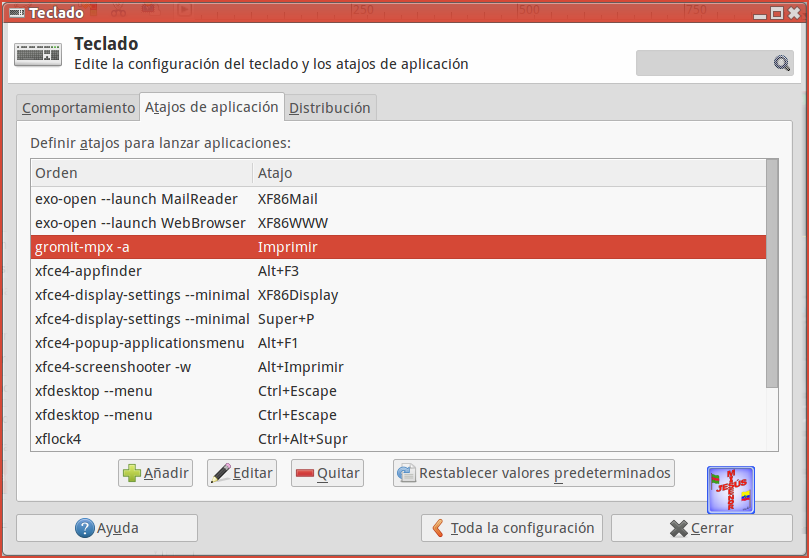 250
500
750
Teclado
Teclado
Edite la configuración del teclado y los atajos de aplicación
Comportamiento
Atajos de aplicación
Distribución
Definir atajos para lanzar aplicaciones:
Orden Atajo
exo-open --launch MailReader XF86Mail
exo-open --launch WebBrowser XF86WWW
gromit-mpx -a Imprimir
xfce4-appfinder Alt+F3
xfce4-display-settings --minimal XF86Display
xfce4-display-settings --minimal Super+P
xfce4-popup-applicationsmenu Alt+F1
xfce4-screenshooter -w Alt+Imprimir
xfdesktop --menu Ctrl+Escape
xfdesktop --menu Ctrl+Escape
xflock4 Ctrl+Alt+Supr
Añadir
Editar
Quitar
Restablecer valores predeterminados
JESÚS
Ayuda
Toda la configuración
Cerrar